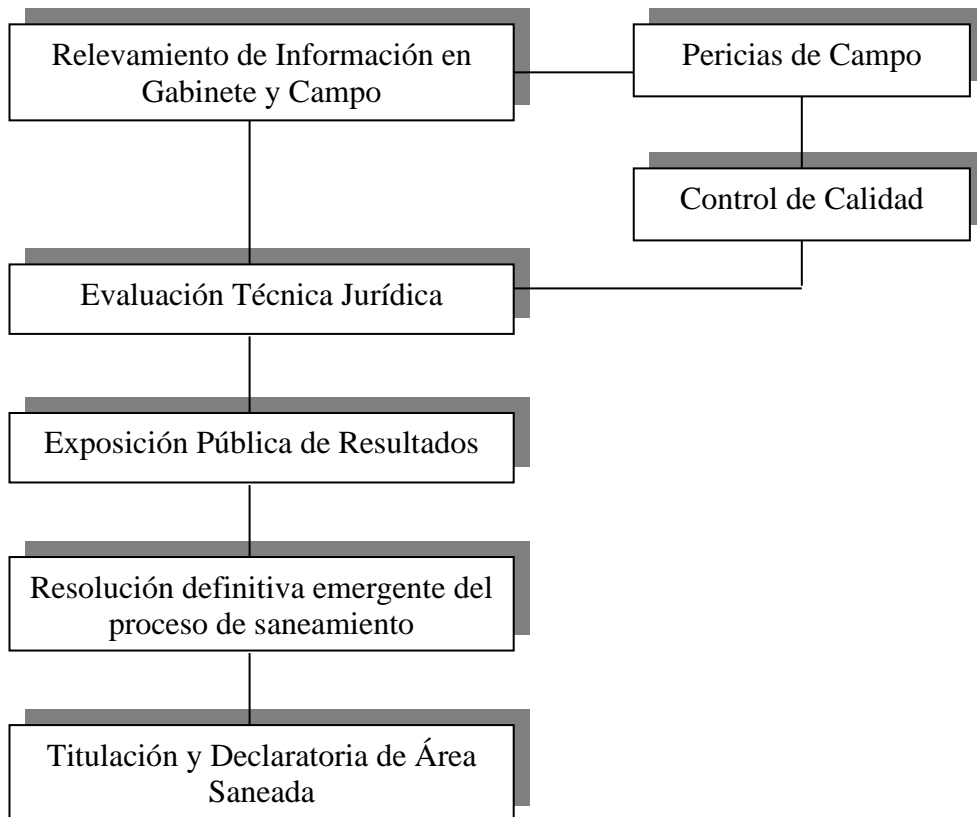 Relevamiento de Información en
Gabinete y Campo
Pericias de Campo
Control de Calidad
Evaluación Técnica Jurídica
Exposición Pública de Resultados
Resolución definitiva emergente del
proceso de saneamiento
Titulación y Declaratoria de Área
Saneada